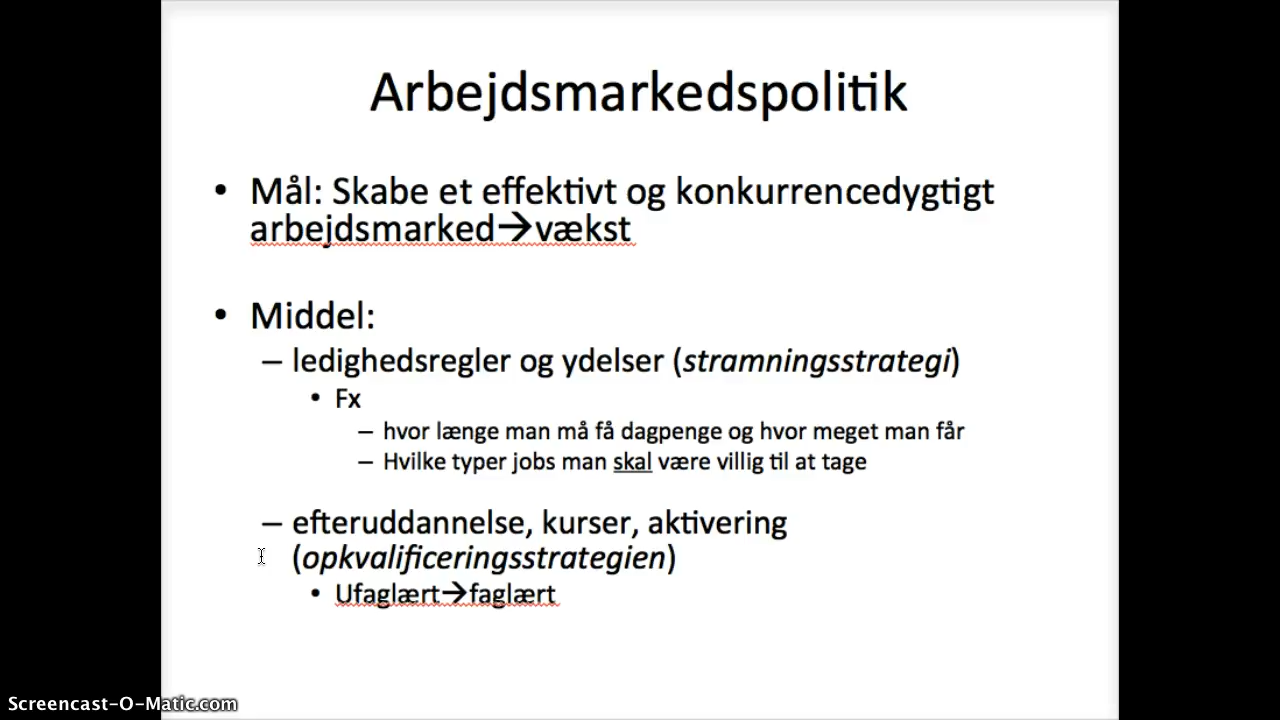 Arbejdsmarkedspolitik
• Mål: Skabe et effektivt og konkurrencedygtigt
arbejdsmarked→vækst
• Middel:
– ledighedsregler og ydelser (stramningsstrategi)
• Fx
– hvor længe man må få dagpenge og hvor meget man får
– Hvilke typer jobs man skal være villig til at tage
– efteruddannelse, kurser, aktivering
(opkvalificeringsstrategien)
• Ufaglært→faglært
Screencast-O-Matic.com